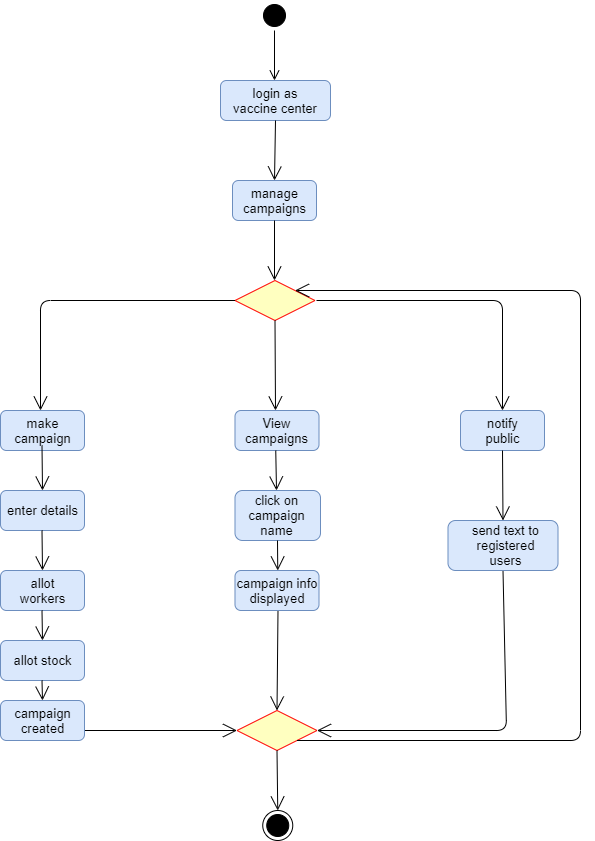 login as
vaccine center
manage
campaigns
make
campaign
enter details
allot
workers
allot stock
campaign
created
View
campaigns
click on
campaign
name
campaign info
displayed
notify
public
send text to
registered
users